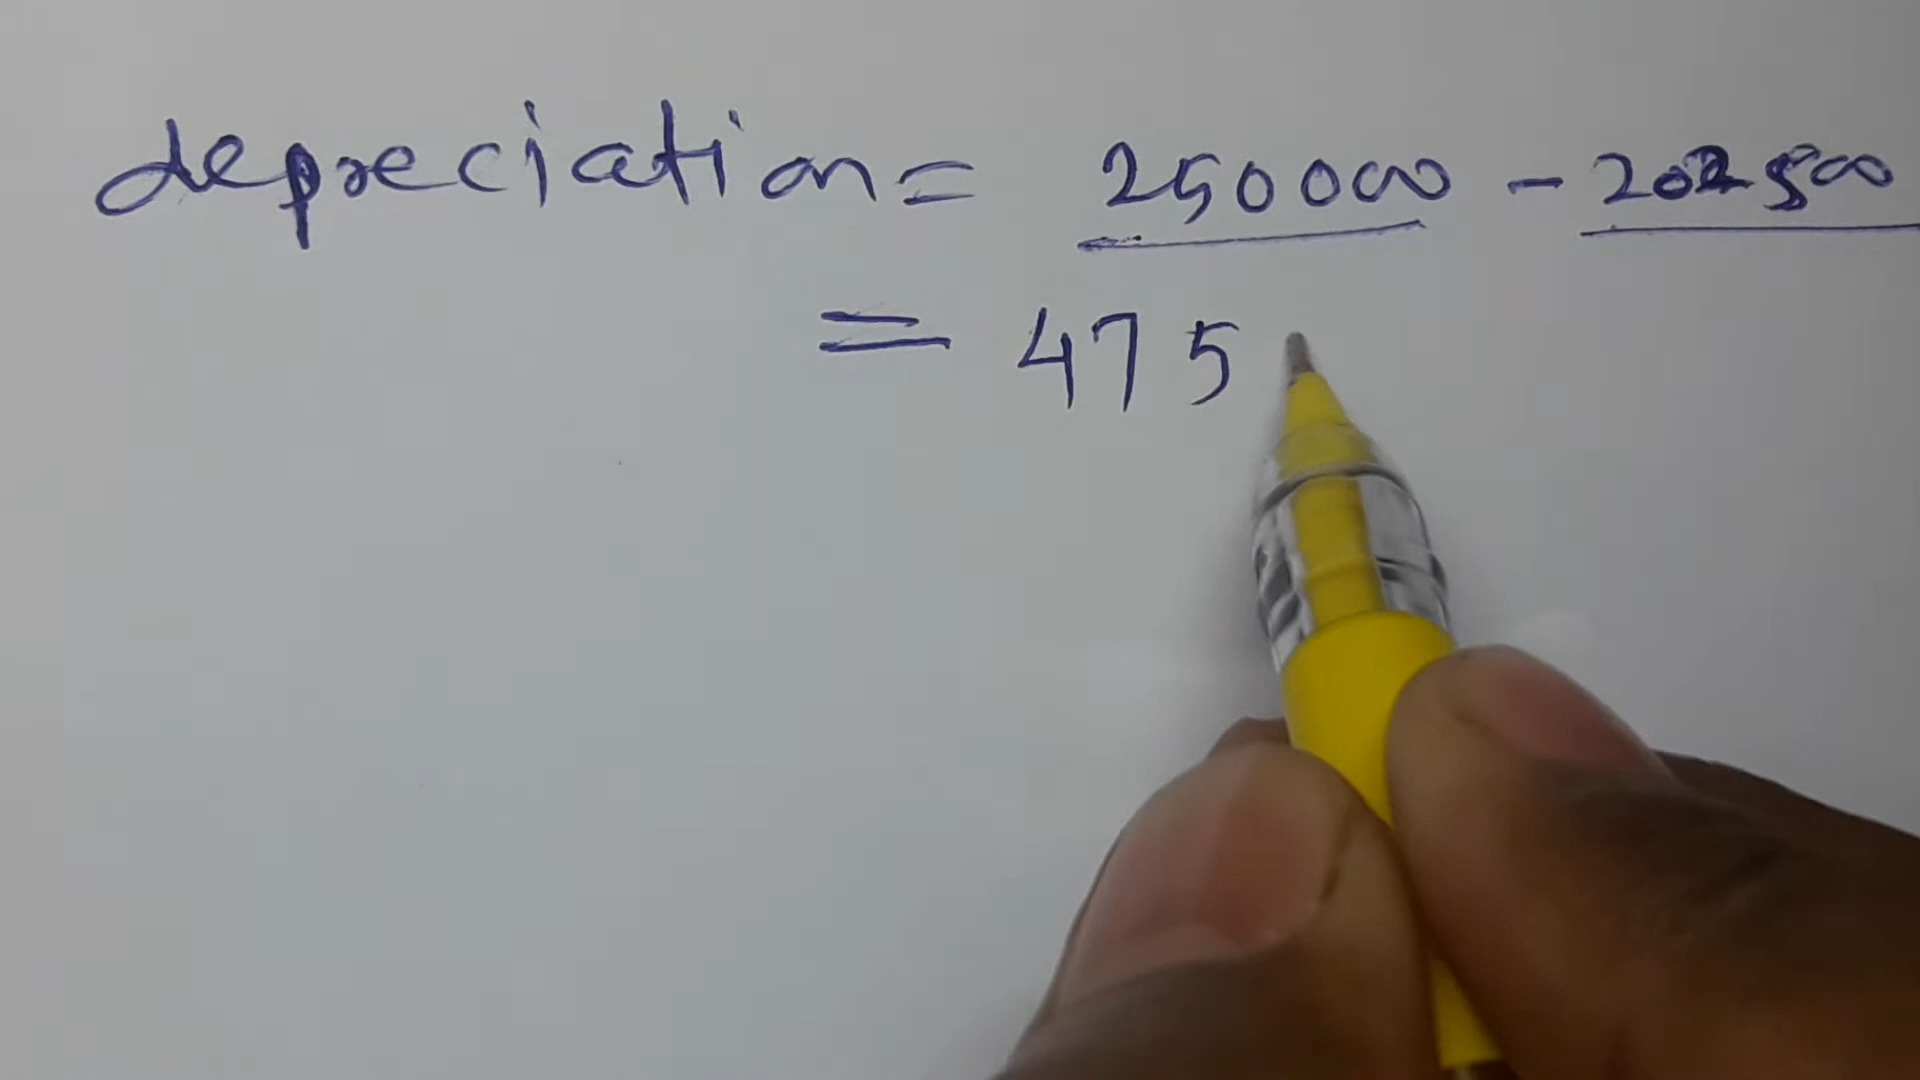 depreciation = 250000 - 202500
= 475